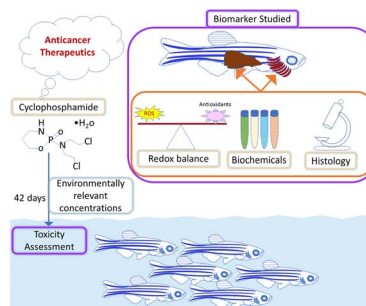 Anticancer
Therapeutics
Cyclophosphamide
•H₂O
H
N
O
P
O
N
Cl
Cl
42 days
Environmentally
relevant
concentrations
Toxicity
Assessment
Biomarker Studied
ROS
Antioxidants
Redox balance
Biochemicals
Histology